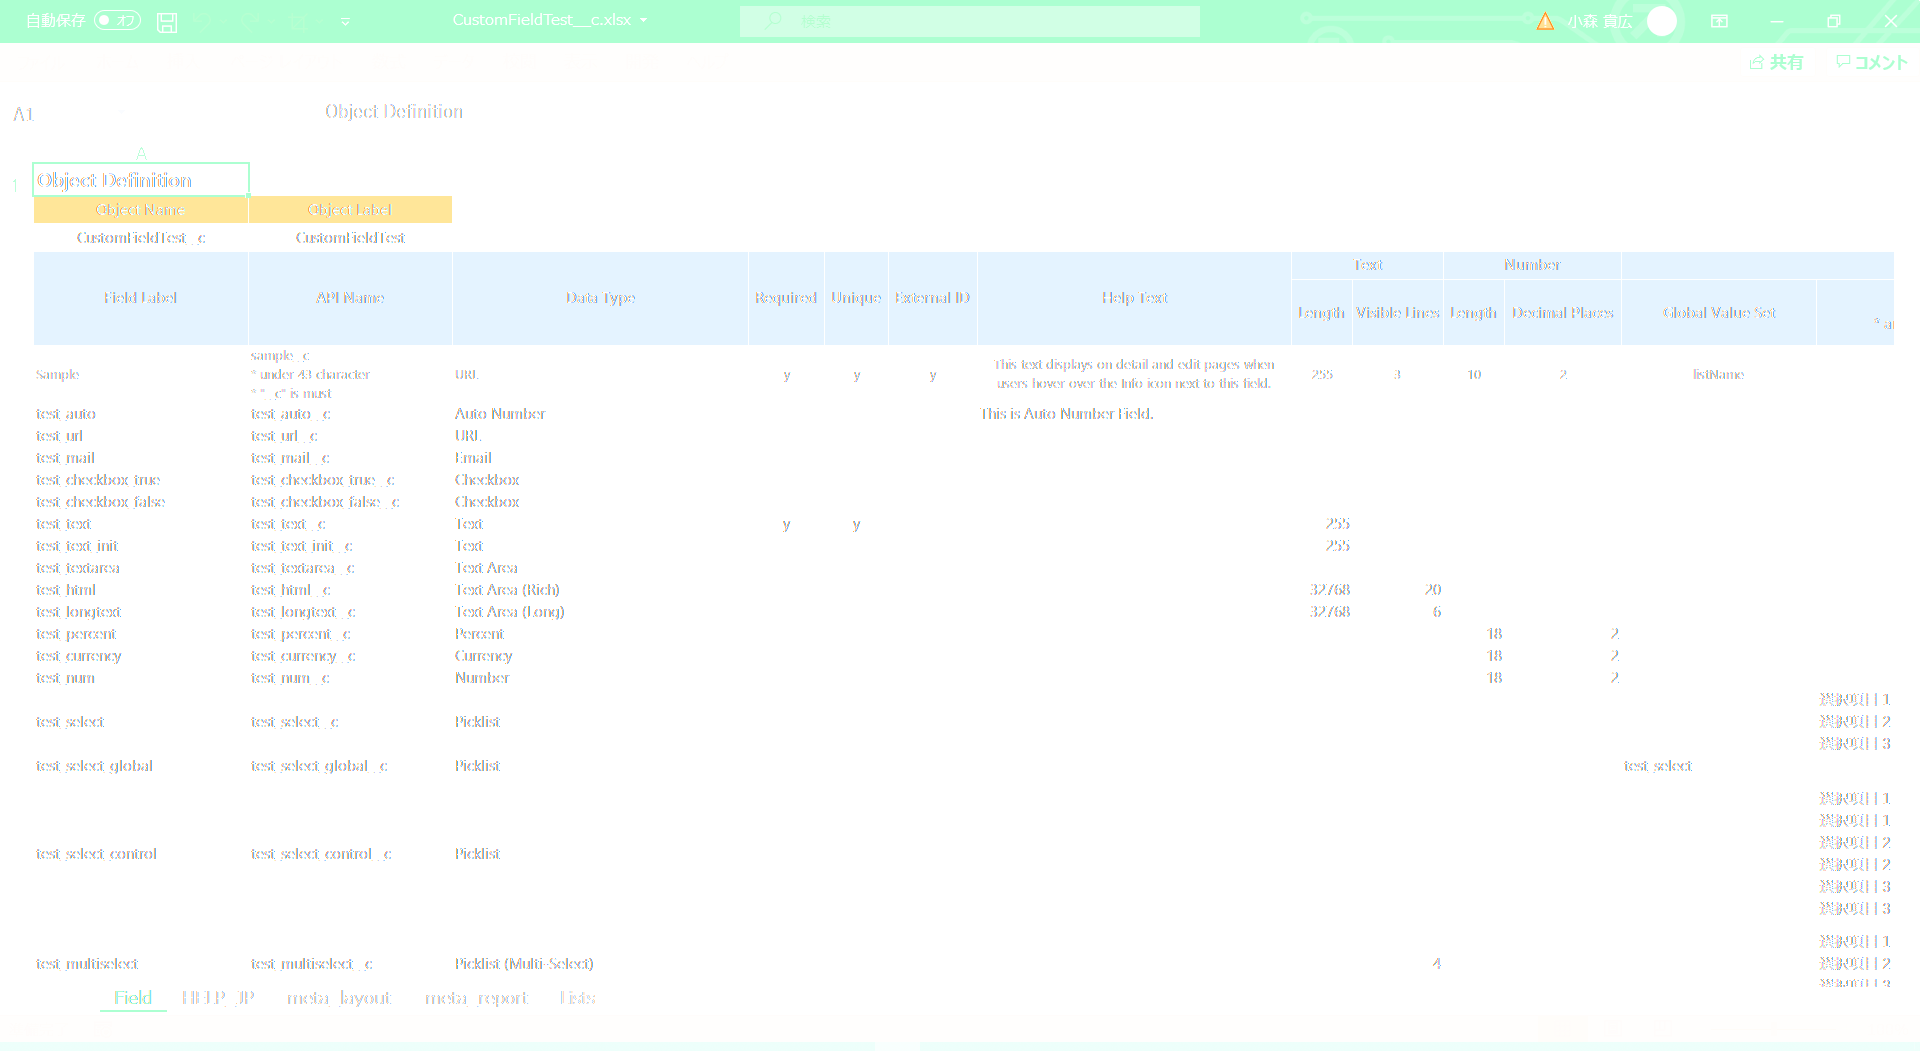 自動保存 オフ CustomFieldTest__c.xlsx 検索 小森 貴広
共有 コメント
A1 Object Definition
A
1 Object Definition
Object Name Object Label
CustomFieldTest__c CustomFieldTest
Text Number
Field Label API Name Data Type Required Unique External ID Help Text
Length Visible Lines Length Decimal Places Global Value Set
sample__c
* under 43 character
* "__c" is must
Sample URL y y y This text displays on detail and edit pages when
users hover over the Info icon next to this field. 255 3 10 2 listName
test_auto test_auto__c Auto Number This is Auto Number Field.
test_url test_url__c URL
test_mail test_mail__c Email
test_checkbox_true test_checkbox_true__c Checkbox
test_checkbox_false test_checkbox_false__c Checkbox
test_text test_text__c Text y y 255
test_text_init test_text_init__c Text 255
test_textarea test_textarea__c Text Area
test_html test_html__c Text Area (Rich) 32768 20
test_longtext test_longtext__c Text Area (Long) 32768 6
test_percent test_percent__c Percent 18 2
test_currency test_currency__c Currency 18 2
test_num test_num__c Number 18 2
選択項目1
test_select test_select__c Picklist 選択項目2
選択項目3
test_select_global test_select_global__c Picklist test_select
選択項目1
選択項目1
選択項目2
test_select_control test_select_control__c Picklist
選択項目2
選択項目3
選択項目3
選択項目1
test_multiselect test_multiselect__c Picklist (Multi-Select) 4 選択項目2
Field HELP_JP meta_layout meta_report Lists